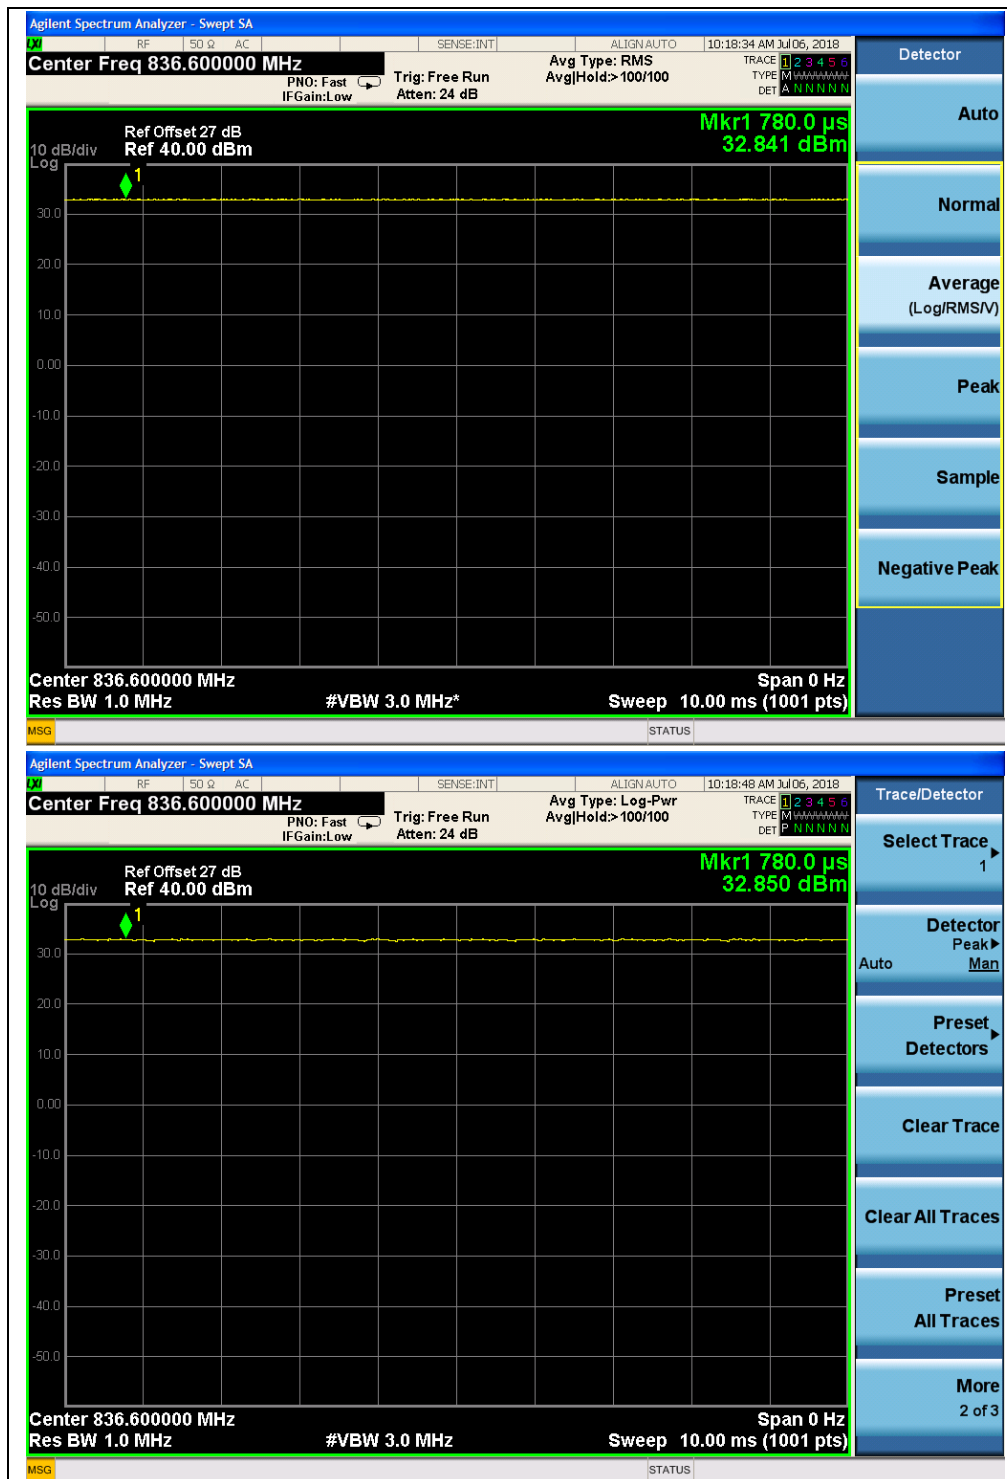 Agilent Spectrum Analyzer - Swept SA
LXI RF 50 Ω AC SENSE:INT ALIGN AUTO 10:18:34 AM Jul 06, 2018
Center Freq 836.600000 MHz
PNO: Fast
IFGain:Low
Trig: Free Run
Atten: 24 dB
Avg Type: RMS
Avg|Hold:>100/100
TRACE 1 2 3 4 5 6
TYPE M
DET A N N N N N
Mkr1 780.0 µs
32.841 dBm
Ref Offset 27 dB
10 dB/div Ref 40.00 dBm
Log
1
30.0
20.0
10.0
0.00
-10.0
-20.0
-30.0
-40.0
-50.0
Center 836.600000 MHz Span 0 Hz
Res BW 1.0 MHz #VBW 3.0 MHz* Sweep 10.00 ms (1001 pts)
MSG STATUS
Detector
Auto
Normal
Average
(Log/RMS/V)
Peak
Sample
Negative Peak
Agilent Spectrum Analyzer - Swept SA
LXI RF 50 Ω AC SENSE:INT ALIGN AUTO 10:18:48 AM Jul 06, 2018
Center Freq 836.600000 MHz
PNO: Fast
IFGain:Low
Trig: Free Run
Atten: 24 dB
Avg Type: Log-Pwr
Avg|Hold:>100/100
TRACE 1 2 3 4 5 6
TYPE M
DET P N N N N N
Mkr1 780.0 µs
32.850 dBm
Ref Offset 27 dB
10 dB/div Ref 40.00 dBm
Log
1
30.0
20.0
10.0
0.00
-10.0
-20.0
-30.0
-40.0
-50.0
Center 836.600000 MHz Span 0 Hz
Res BW 1.0 MHz #VBW 3.0 MHz Sweep 10.00 ms (1001 pts)
MSG STATUS
Trace/Detector
Select Trace
1
Detector
Peak
Auto Man
Preset
Detectors
Clear Trace
Clear All Traces
Preset
All Traces
More
2 of 3